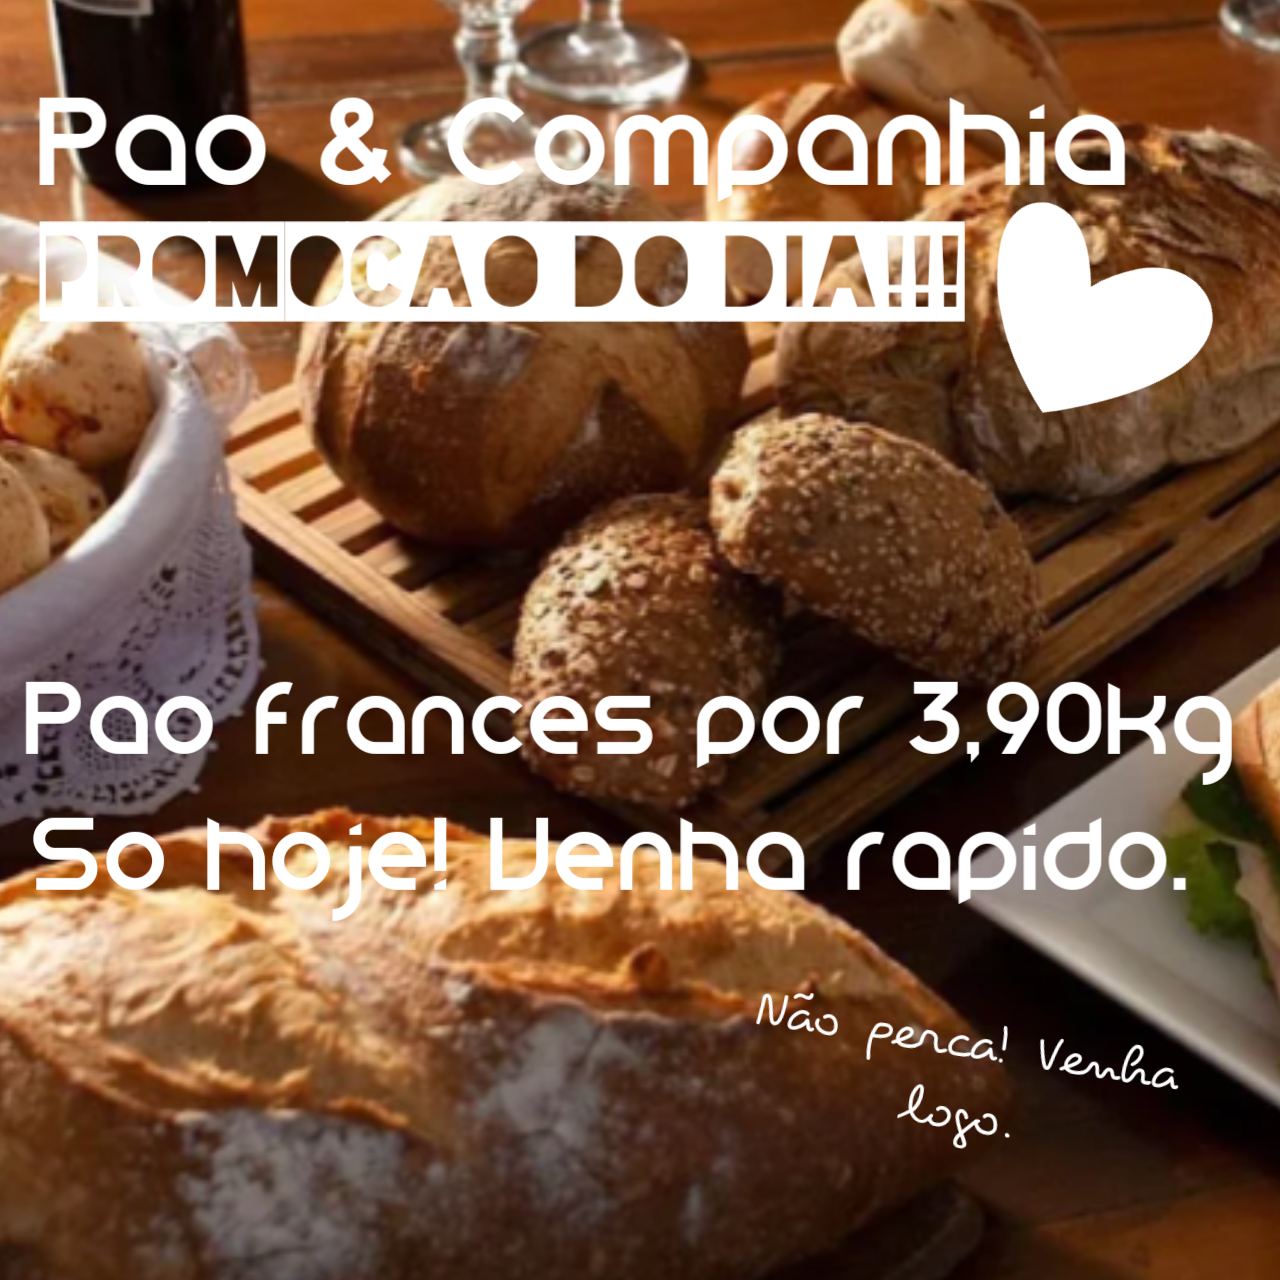 Pao & Companhia
PROMOCAO DO DIA!!!
Pao frances por 3,90kg
So hoje! Venha rapido.
Não perca! Venha
logo.